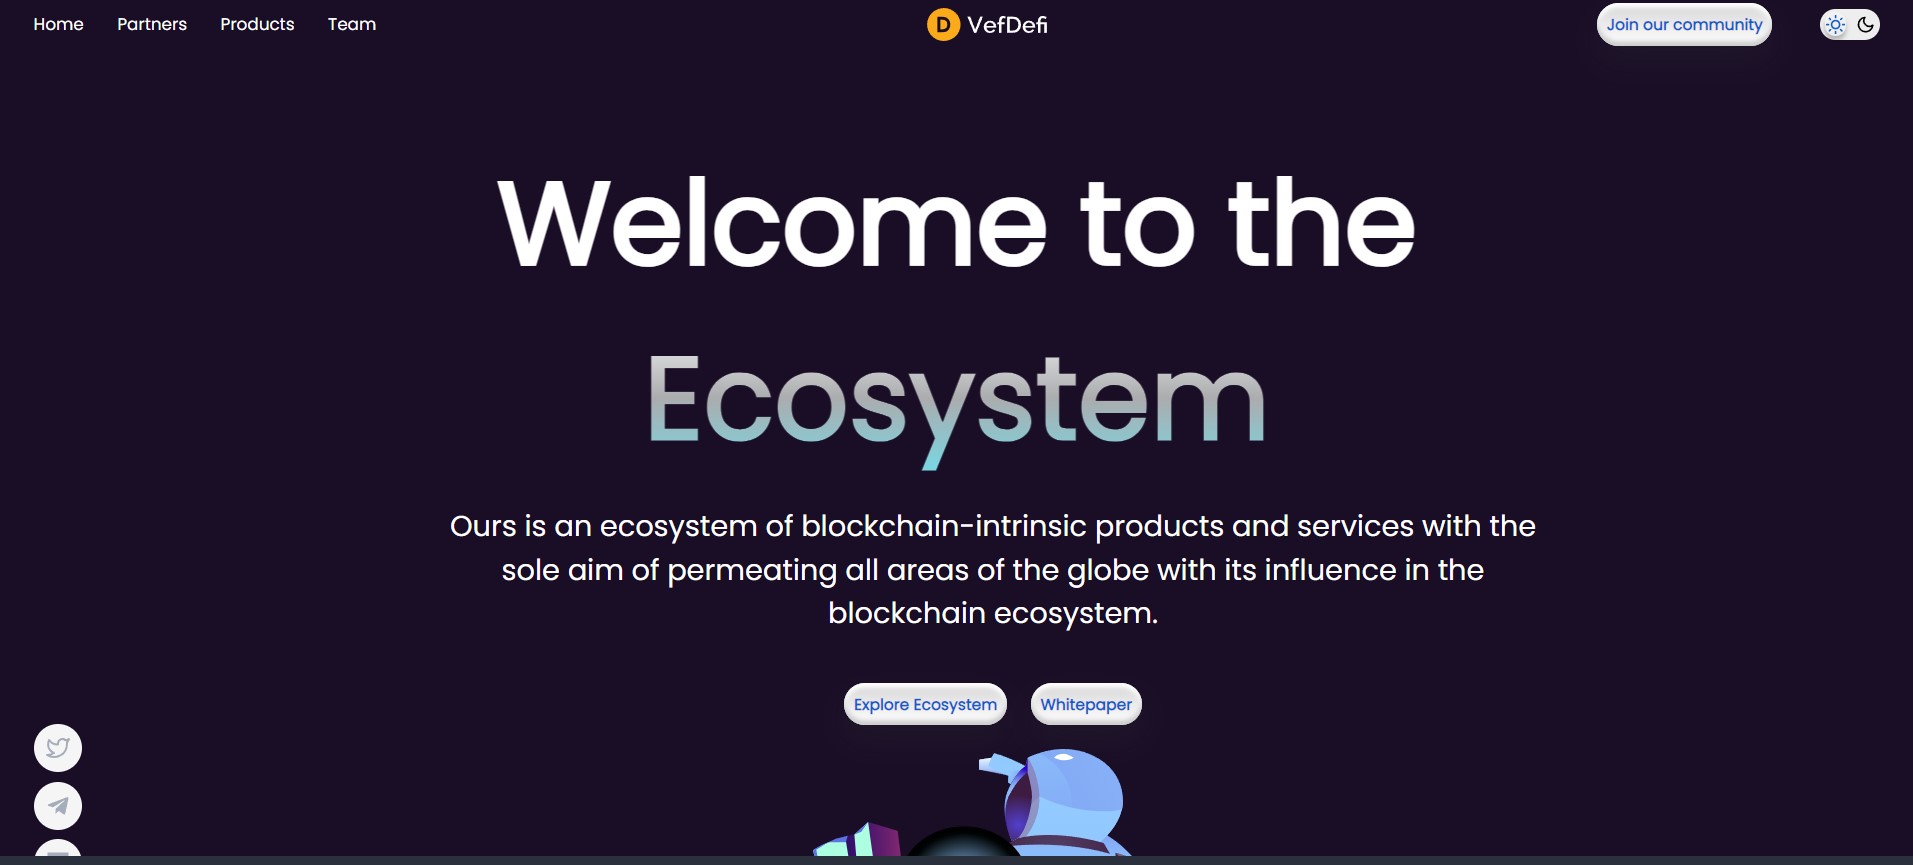 Home Partners Products Team
D VefDefi
Join our community
Welcome to the
Ecosystem
Ours is an ecosystem of blockchain-intrinsic products and services with the
sole aim of permeating all areas of the globe with its influence in the
blockchain ecosystem.
Explore Ecosystem
Whitepaper